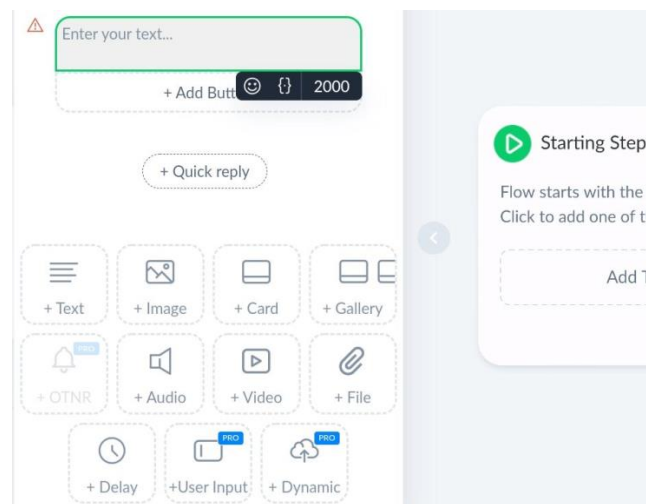 Enter your text...
+ Add
{} 2000
+ Quick reply
+ Text + Image + Card + Gallery
PRO
+ OTNR + Audio + Video + File
PRO PRO
+ Delay +User Input + Dynamic
Starting Step
Flow starts with the
Click to add one of
Add